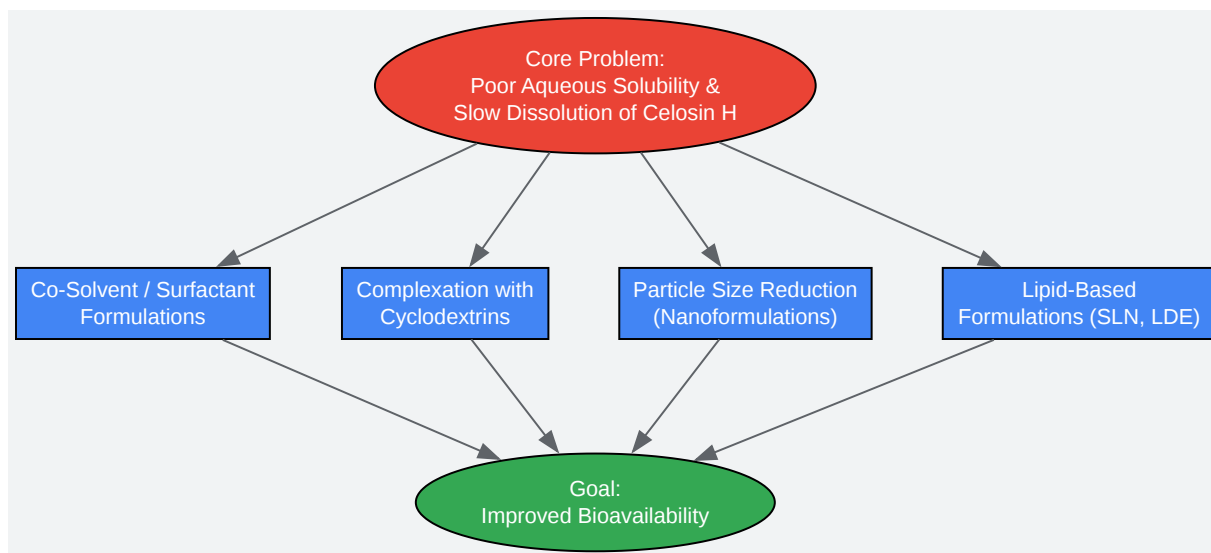 Core Problem:
Poor Aqueous Solubility &
Slow Dissolution of Celosin H
Co-Solvent / Surfactant
Formulations
Complexation with
Cyclodextrins
Particle Size Reduction
(Nanoformulations)
Lipid-Based
Formulations (SLN, LDE)
Goal:
Improved Bioavailability